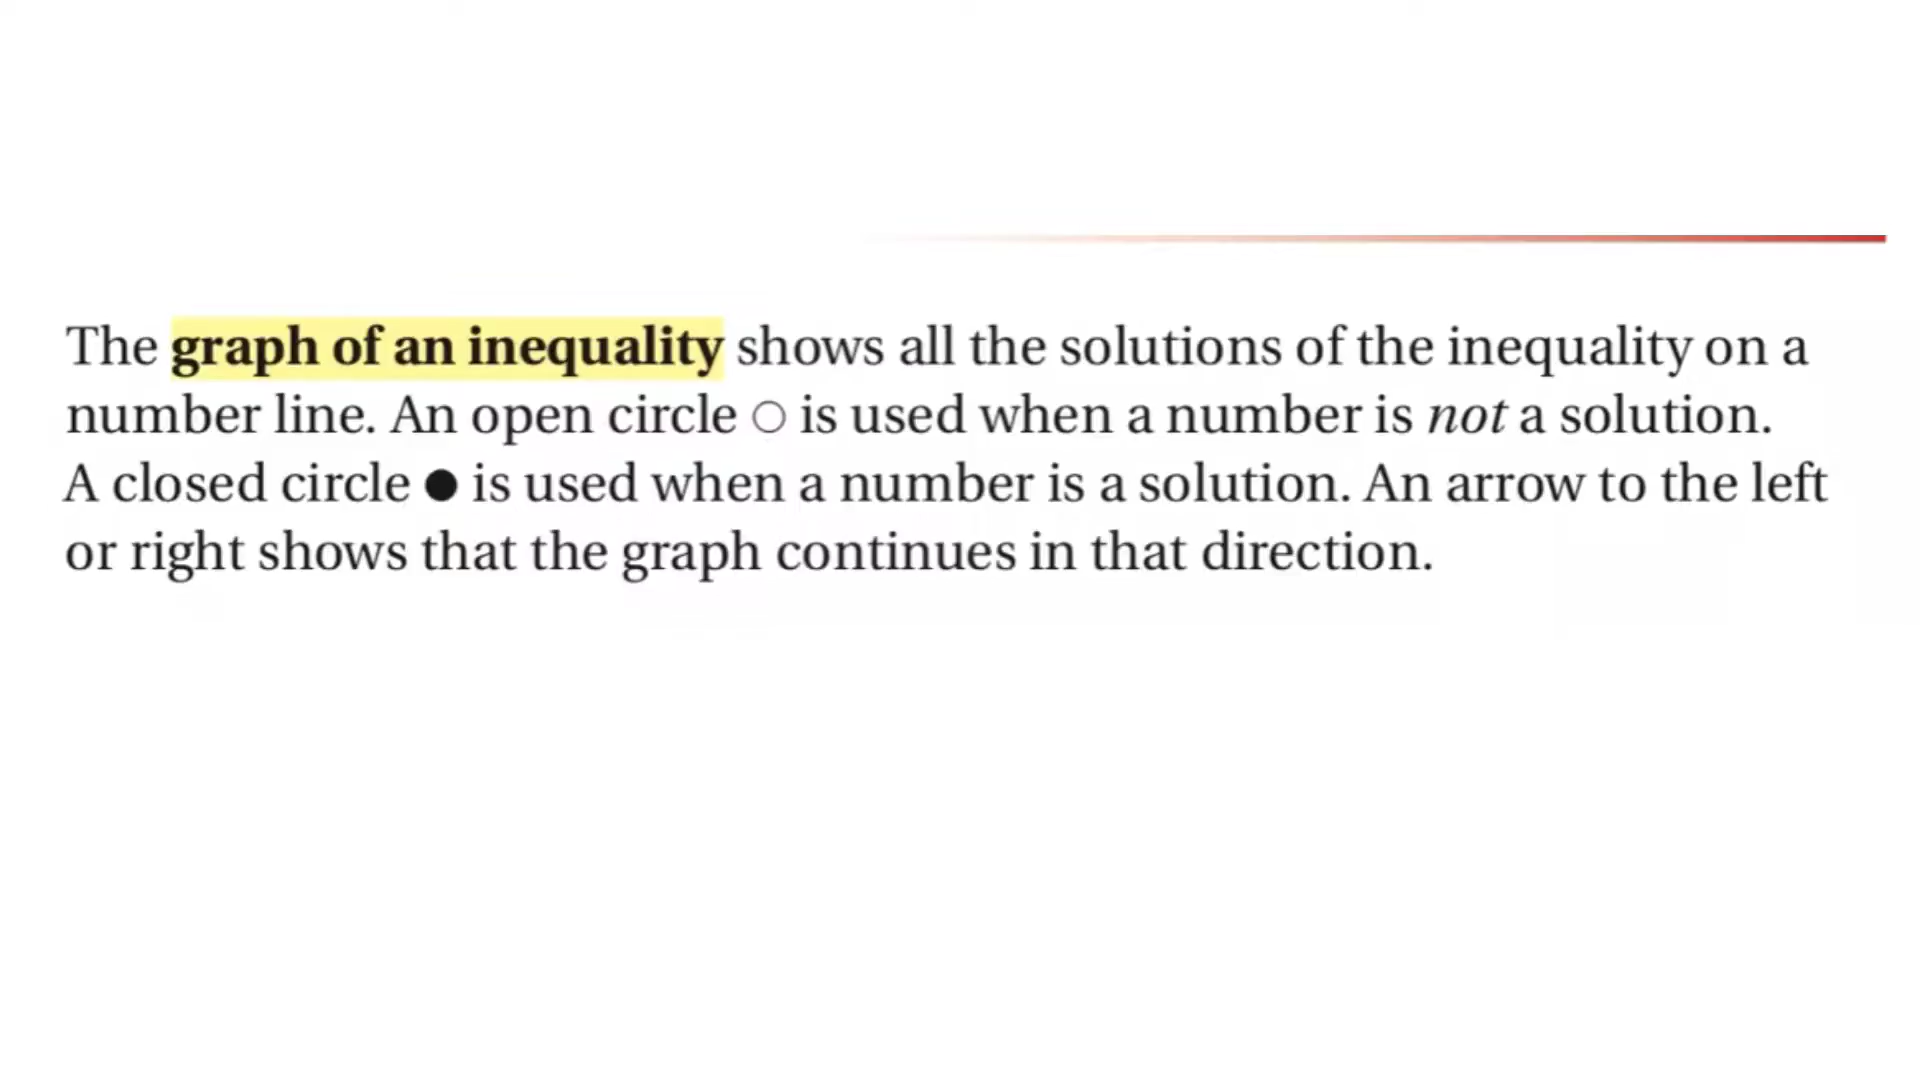 The graph of an inequality shows all the solutions of the inequality on a
number line. An open circle ○ is used when a number is not a solution.
A closed circle ● is used when a number is a solution. An arrow to the left
or right shows that the graph continues in that direction.